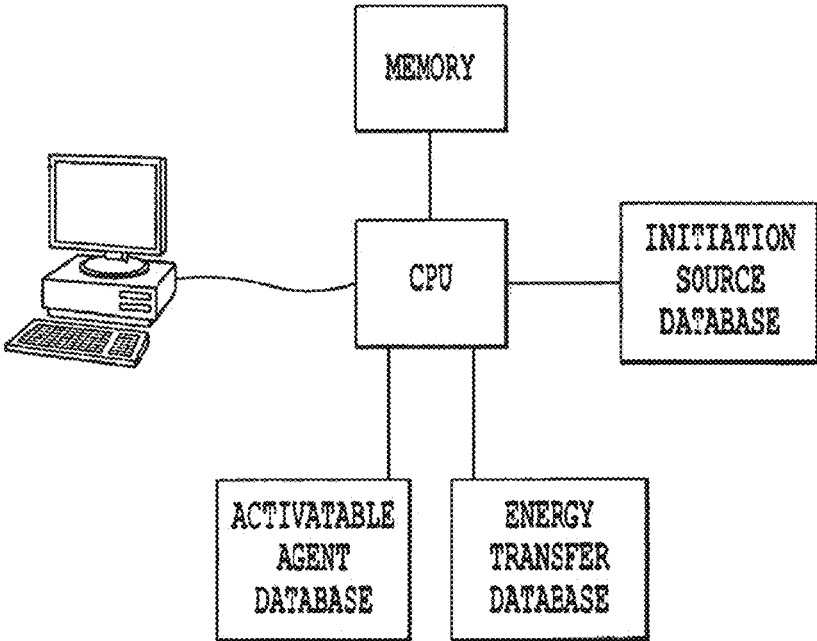 MEMORY
CPU
INITIATION
SOURCE
DATABASE
ACTIVATABLE
AGENT
DATABASE
ENERGY
TRANSFER
DATABASE